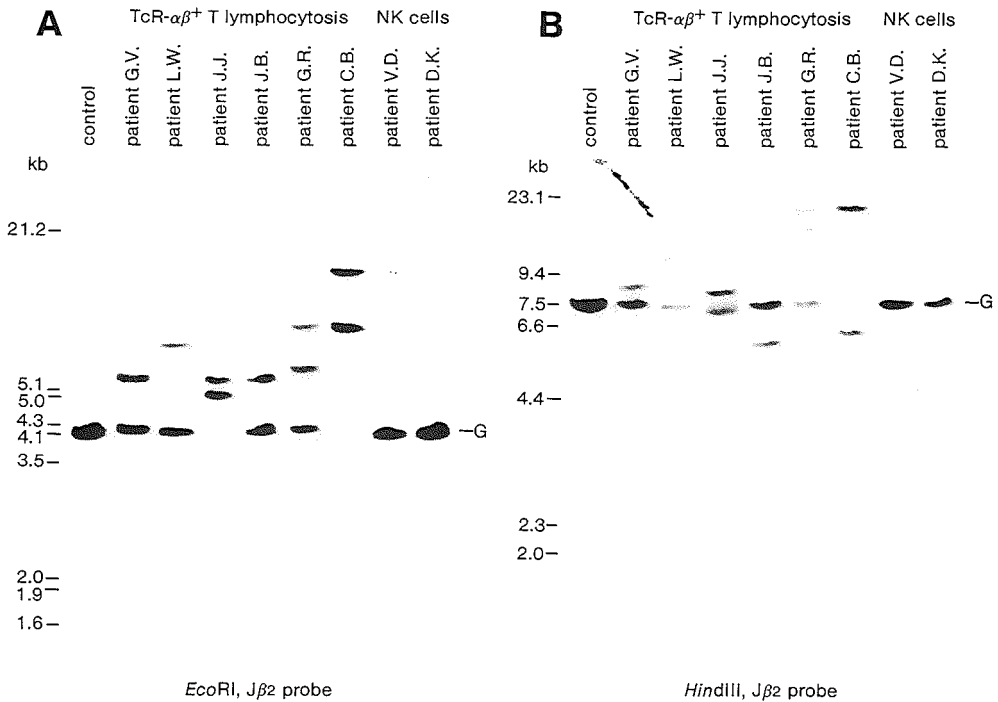 A
TcR-αβ+ T lymphocytosis
NK cells
control
patient G.V.
patient L.W.
patient J.J.
patient J.B.
patient G.R.
patient C.B.
patient V.D.
patient D.K.
kb
21.2
5.1
5.0
4.3
4.1
3.5
2.0
1.9
1.6
G
EcoRI, Jβ2 probe
B
TcR-αβ+ T lymphocytosis
NK cells
control
patient G.V.
patient L.W.
patient J.J.
patient J.B.
patient G.R.
patient C.B.
patient V.D.
patient D.K.
kb
23.1
9.4
7.5
6.6
4.4
2.3
2.0
G
HindIII, Jβ2 probe